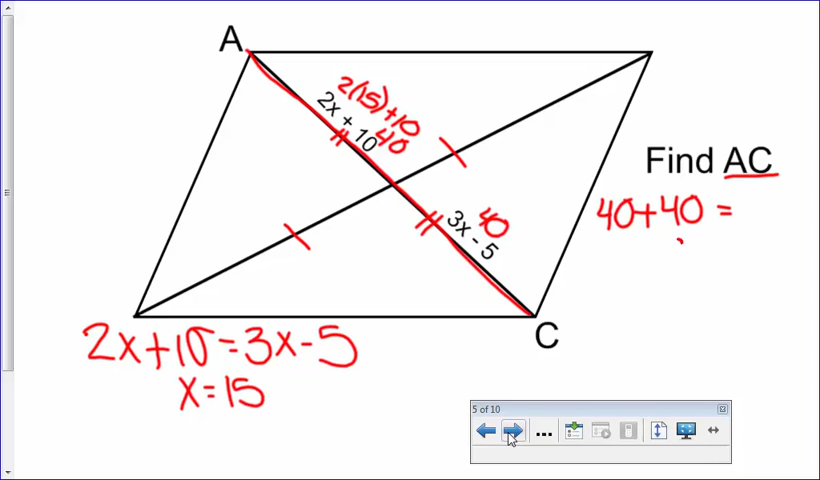 A
2(15)+10
2x + 10
40
Find AC
40+40=
40
3x - 5
C
2x+10=3x-5
x=15
5 of 10
...